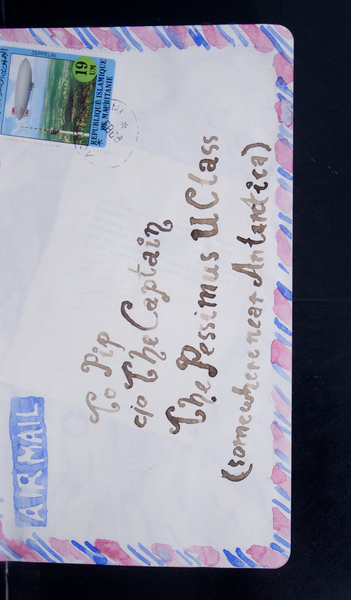 ZEPPELIN
19
UM
REPUBLIQUE ISLAMIQUE
DE MAURITANIE
To Pip
c/o The Captain
The Pessimus U Class
(somewhere near Antarctica)
AIR MAIL